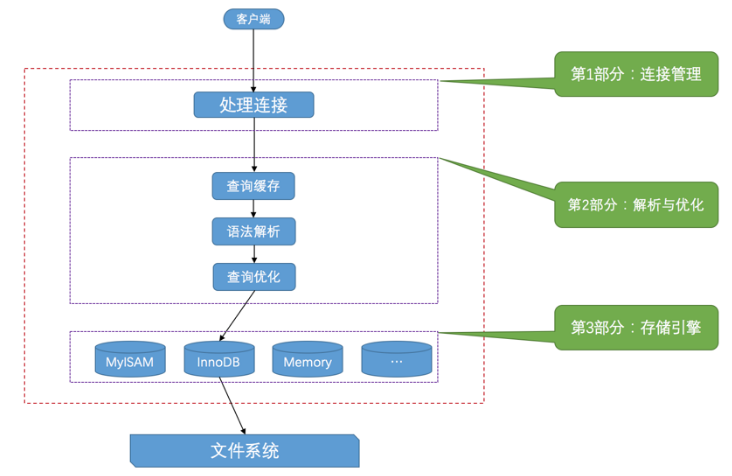 客户端
处理连接
第1部分：连接管理
查询缓存
语法解析
查询优化
第2部分：解析与优化
MyISAM
InnoDB
Memory
…
第3部分：存储引擎
文件系统